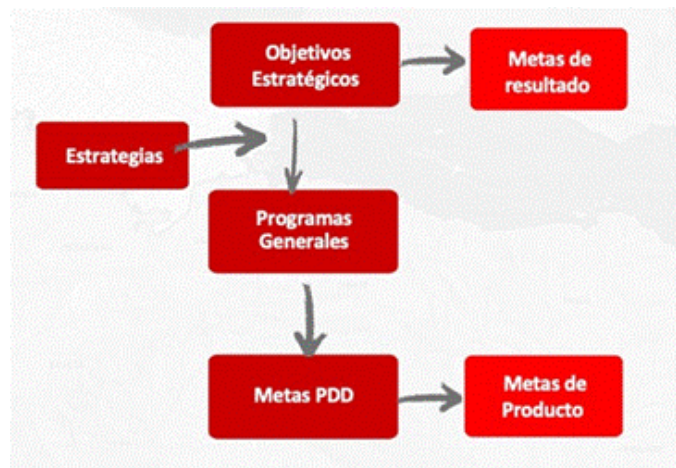 Objetivos
Estratégicos
Metas de
resultado
Estrategias
Programas
Generales
Metas PDD
Metas de
Producto